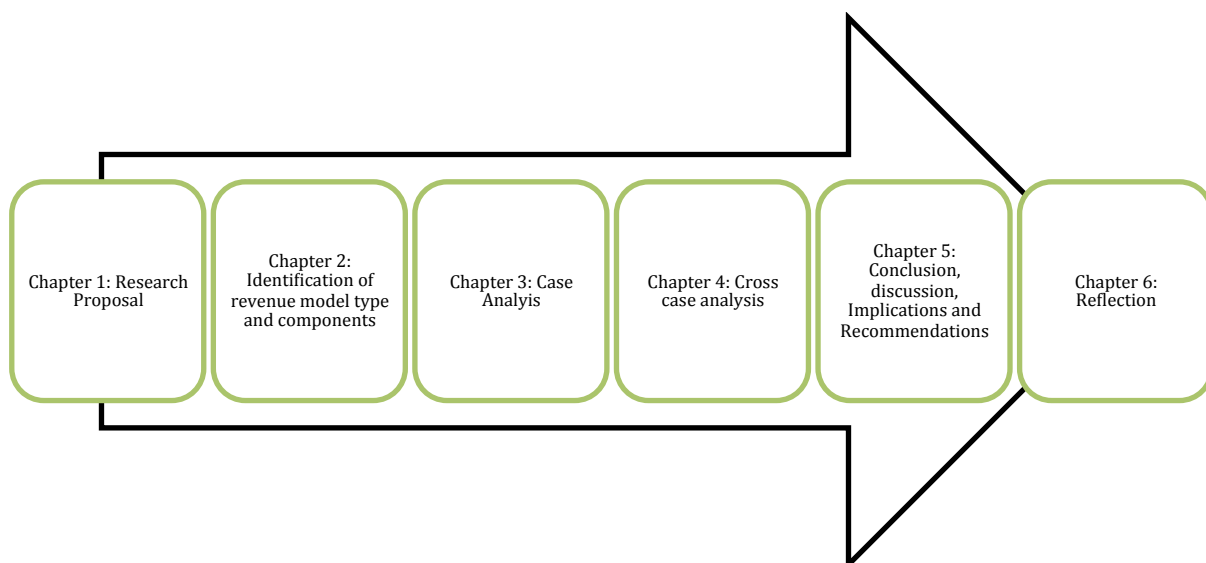 Chapter 1: Research
Proposal
Chapter 2:
Identification of
revenue model type
and components
Chapter 3: Case
Analyis
Chapter 4: Cross
case analysis
Chapter 5:
Conclusion,
discussion,
Implications and
Recommendations
Chapter 6:
Reflection